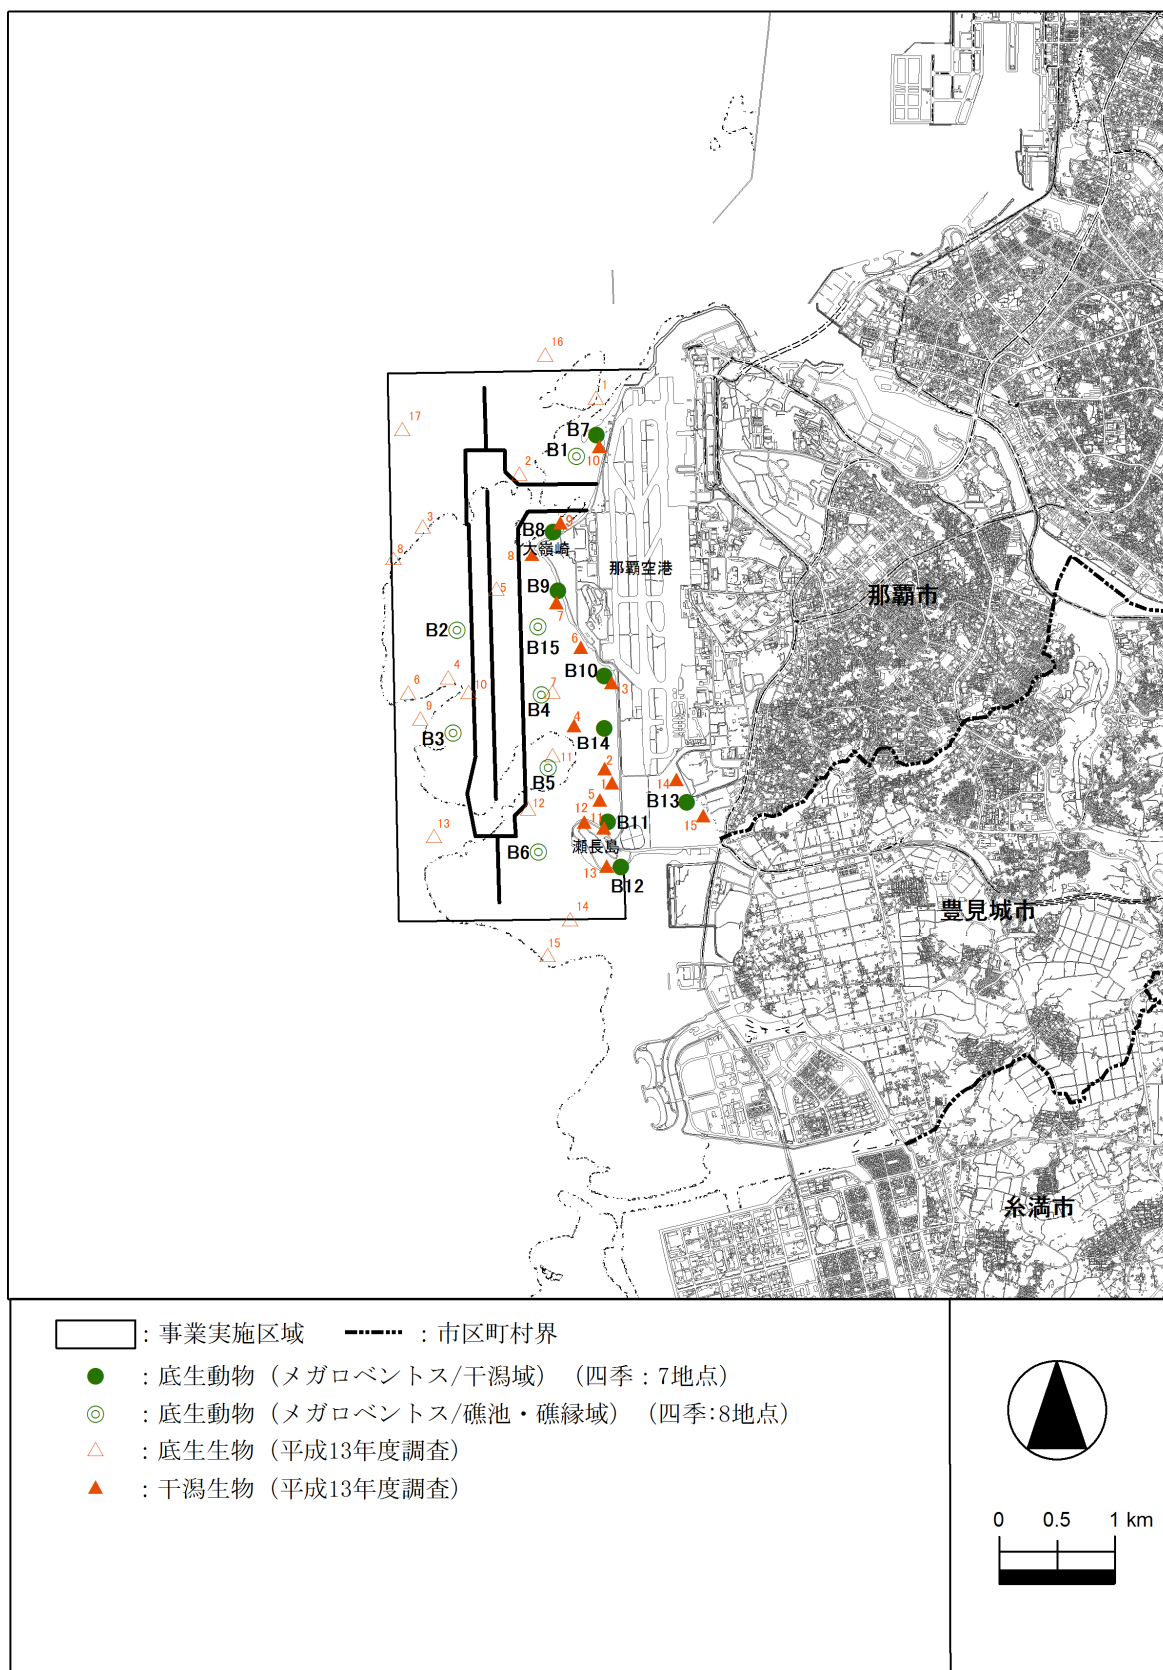 16
1
17
B7
B1
10
2
3
9
B8
大嶺崎
8
8
那覇空港
5
B9
那覇市
7
B2
B15
6
4
B10
3
6
10
7
B4
9
4
B3
B14
11
2
B5
14
1
5
B13
12
12
11
B11
15
13
瀬長島
B6
13
B12
14
豊見城市
15
糸満市
：事業実施区域
：市区町村界
：底生動物（メガロベントス/干潟域）（四季：7地点）
：底生動物（メガロベントス/礁池・礁縁域）（四季:8地点）
：底生生物（平成13年度調査）
：干潟生物（平成13年度調査）
0 0.5 1 km